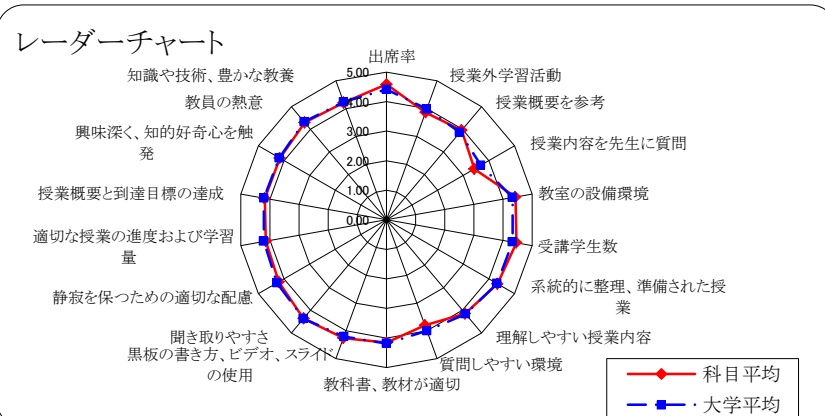 レーダーチャート
出席率
授業外学習活動
授業概要を参考
授業内容を先生に質問
教室の設備環境
受講学生数
系統的に整理、準備された授
業
理解しやすい授業内容
質問しやすい環境
教科書、教材が適切
黒板の書き方、ビデオ、スライド
の使用
聞き取りやすさ
静寂を保つための適切な配慮
適切な授業の進度および学習
量
授業概要と到達目標の達成
興味深く、知的好奇心を触
発
教員の熱意
知識や技術、豊かな教養
5.00
4.00
3.00
2.00
1.00
0.00
科目平均
大学平均